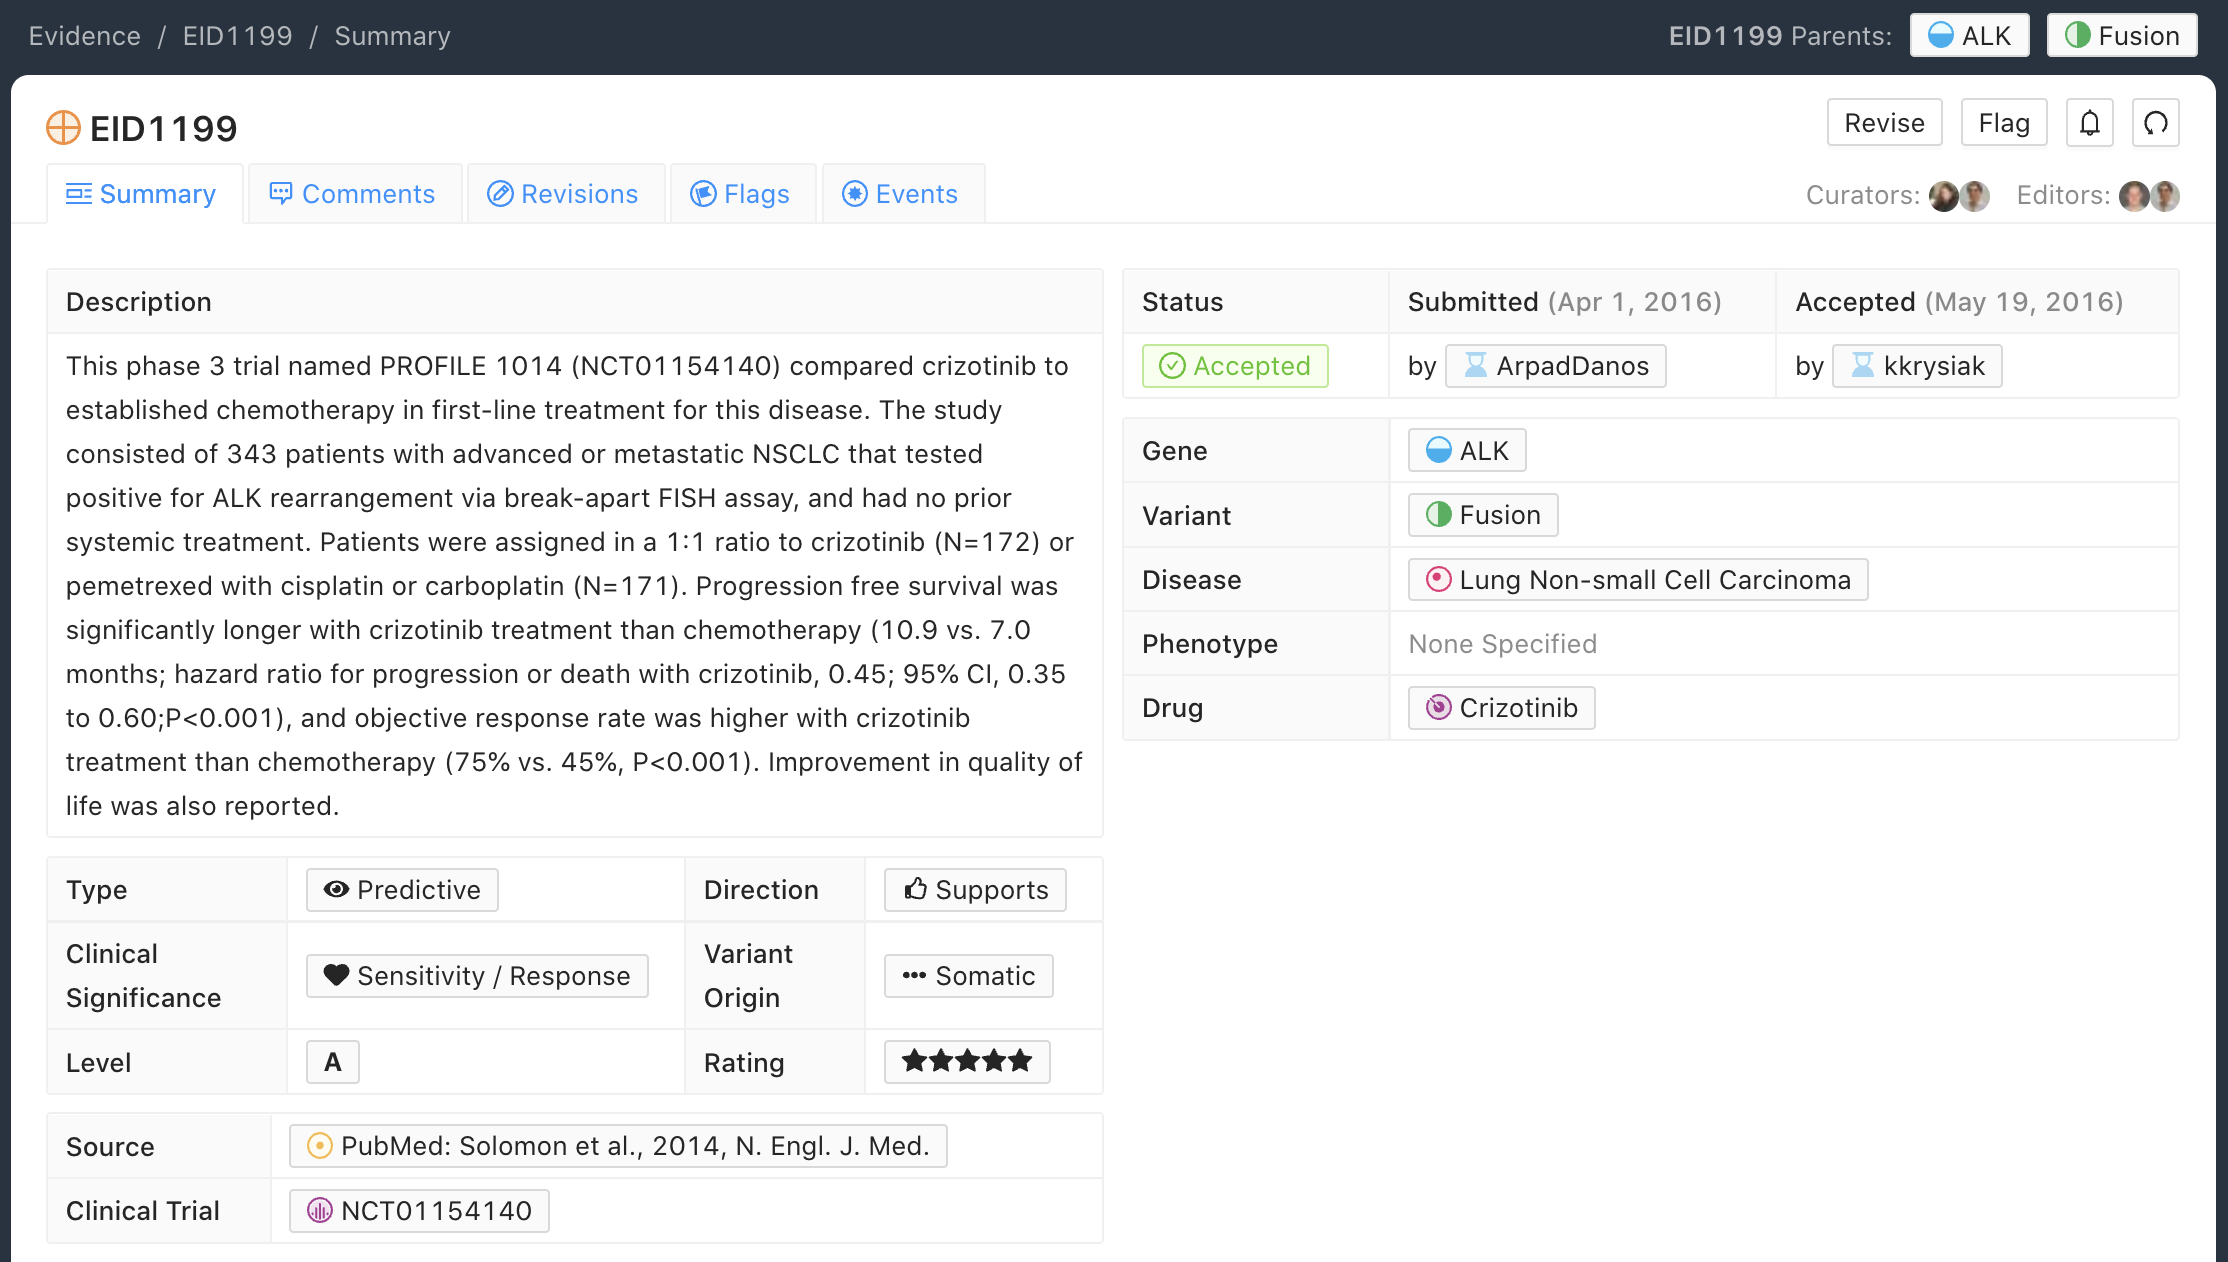 Evidence / EID1199 / Summary
EID1199 Parents: ALK Fusion
EID1199
Revise Flag
Summary Comments Revisions Flags Events
Curators: Editors:
Description
This phase 3 trial named PROFILE 1014 (NCT01154140) compared crizotinib to
established chemotherapy in first-line treatment for this disease. The study
consisted of 343 patients with advanced or metastatic NSCLC that tested
positive for ALK rearrangement via break-apart FISH assay, and had no prior
systemic treatment. Patients were assigned in a 1:1 ratio to crizotinib (N=172) or
pemetrexed with cisplatin or carboplatin (N=171). Progression free survival was
significantly longer with crizotinib treatment than chemotherapy (10.9 vs. 7.0
months; hazard ratio for progression or death with crizotinib, 0.45; 95% CI, 0.35
to 0.60;P<0.001), and objective response rate was higher with crizotinib
treatment than chemotherapy (75% vs. 45%, P<0.001). Improvement in quality of
life was also reported.
Type Predictive Direction Supports
Clinical Significance Sensitivity / Response Variant Origin Somatic
Level A Rating ★★★★★
Source PubMed: Solomon et al., 2014, N. Engl. J. Med.
Clinical Trial NCT01154140
Status Submitted (Apr 1, 2016) Accepted (May 19, 2016)
Accepted by ArpadDanos by kkrysiak
Gene ALK
Variant Fusion
Disease Lung Non-small Cell Carcinoma
Phenotype None Specified
Drug Crizotinib